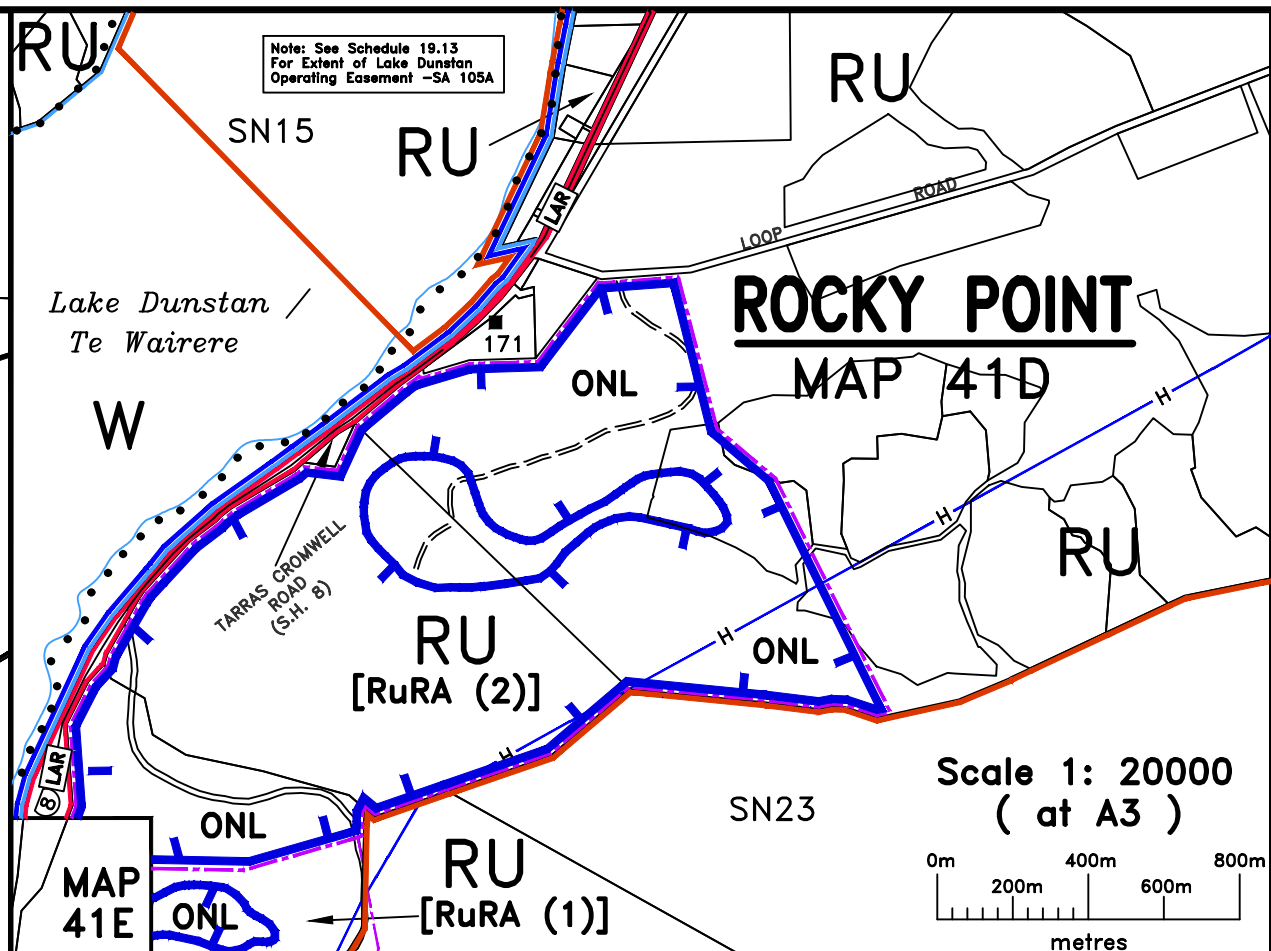 RU
Note: See Schedule 19.13
For Extent of Lake Dunstan
Operating Easement -SA 105A
RU
SN15
RU
LAR
ROAD
LOOP
Lake Dunstan /
Te Wairere
ROCKY POINT
MAP 41D
171
ONL
W
H
H
TARRAS CROMWELL
ROAD
(S.H. 8)
RU
RU
[RuRA (2)]
H
ONL
H
LAR
8
Scale 1: 20000
( at A3 )
SN23
ONL
0m 400m 800m
200m 600m
metres
MAP
41E
ONL
RU
[RuRA (1)]